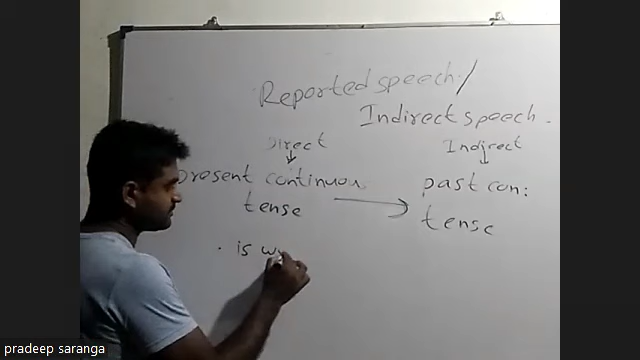 Reported speech /
Indirect speech.
Direct
Indirect
present continuou
tense
past con:
tense
. is w
pradeep saranga